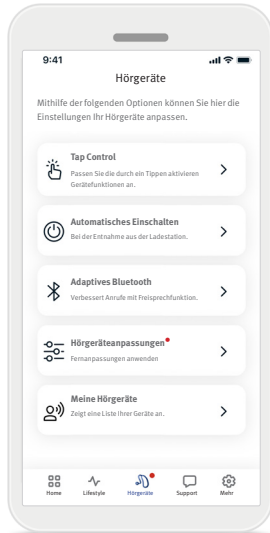 9:41
Hörgeräte
Mithilfe der folgenden Optionen können Sie hier die
Einstellungen Ihr Hörgeräte anpassen.
Tap Control
Passen Sie die durch ein Tippen aktivieren
Gerätefunktionen an.
Automatisches Einschalten
Bei der Entnahme aus der Ladestation.
Adaptives Bluetooth
Verbessert Anrufe mit Freisprechfunktion.
Hörgeräteanpassungen
Fernanpassungen anwenden
Meine Hörgeräte
Zeigt eine Liste Ihrer Geräte an.
Home Lifestyle Hörgeräte Support Mehr